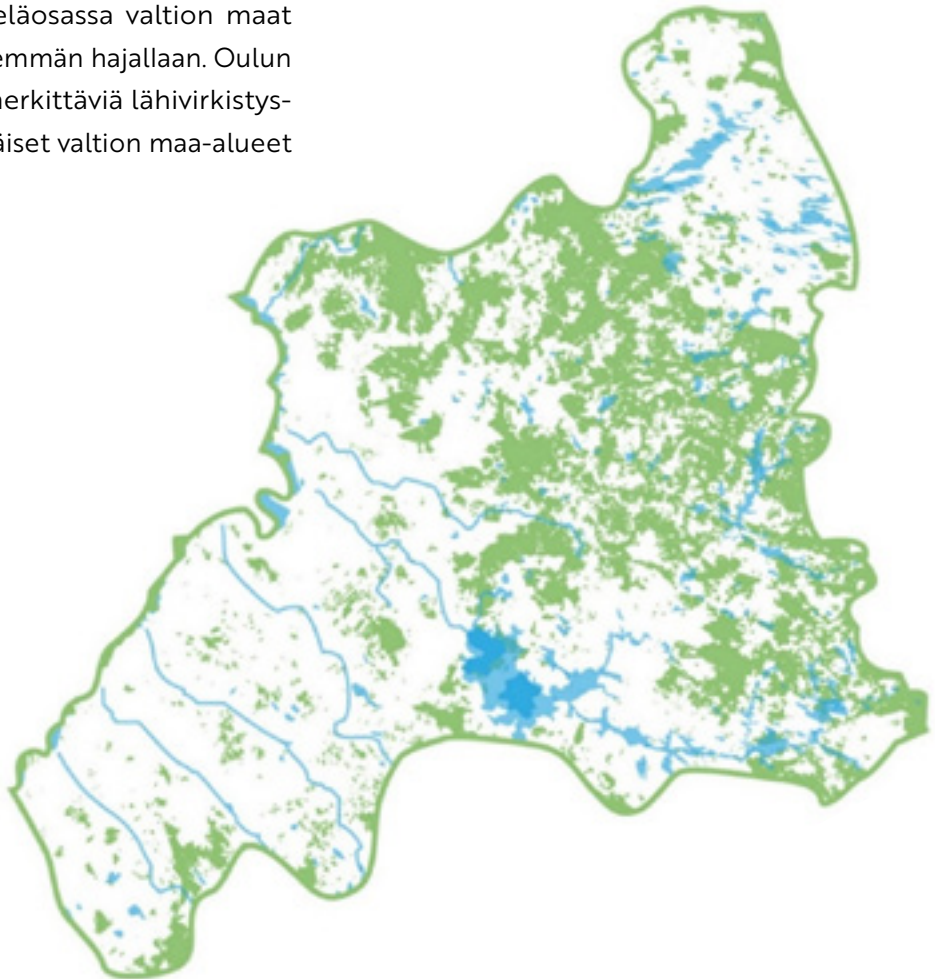 eläosassa valtion maat
emmän hajallaan. Oulun
erkittäviä lähivirkistys-
äiset valtion maa-alueet